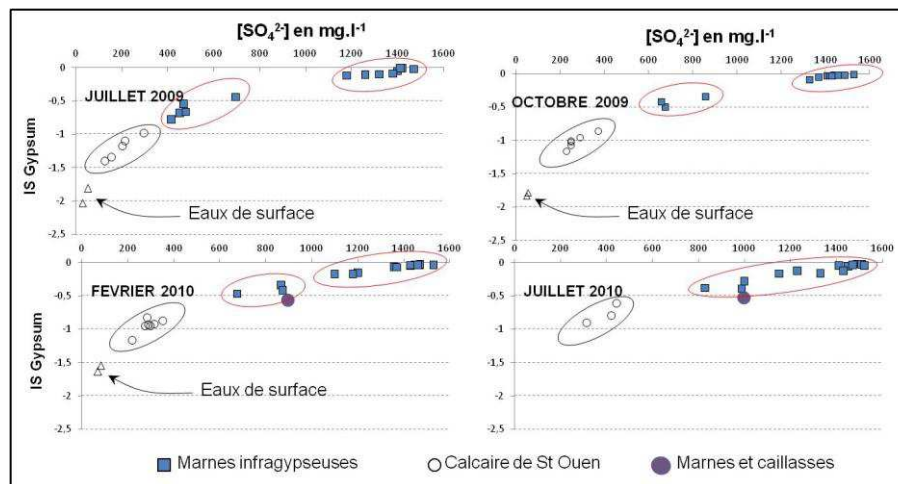 [SO₄²⁻] en mg.l⁻¹
[SO₄²⁻] en mg.l⁻¹
0 200 400 600 800 1000 1200 1400 1600
0 200 400 600 800 1000 1200 1400 1600
0
-0,5
-1
-1,5
-2
-2,5
IS Gypsum
JUILLET 2009
Eaux de surface
0
-0,5
-1
-1,5
-2
-2,5
OCTOBRE 2009
Eaux de surface
0 200 400 600 800 1000 1200 1400 1600
0 200 400 600 800 1000 1200 1400 1600
0
-0,5
-1
-1,5
-2
-2,5
IS Gypsum
FEVRIER 2010
Eaux de surface
0
-0,5
-1
-1,5
-2
-2,5
JUILLET 2010
Marnes infragypseuses
Calcaire de St Ouen
Marnes et caillasses